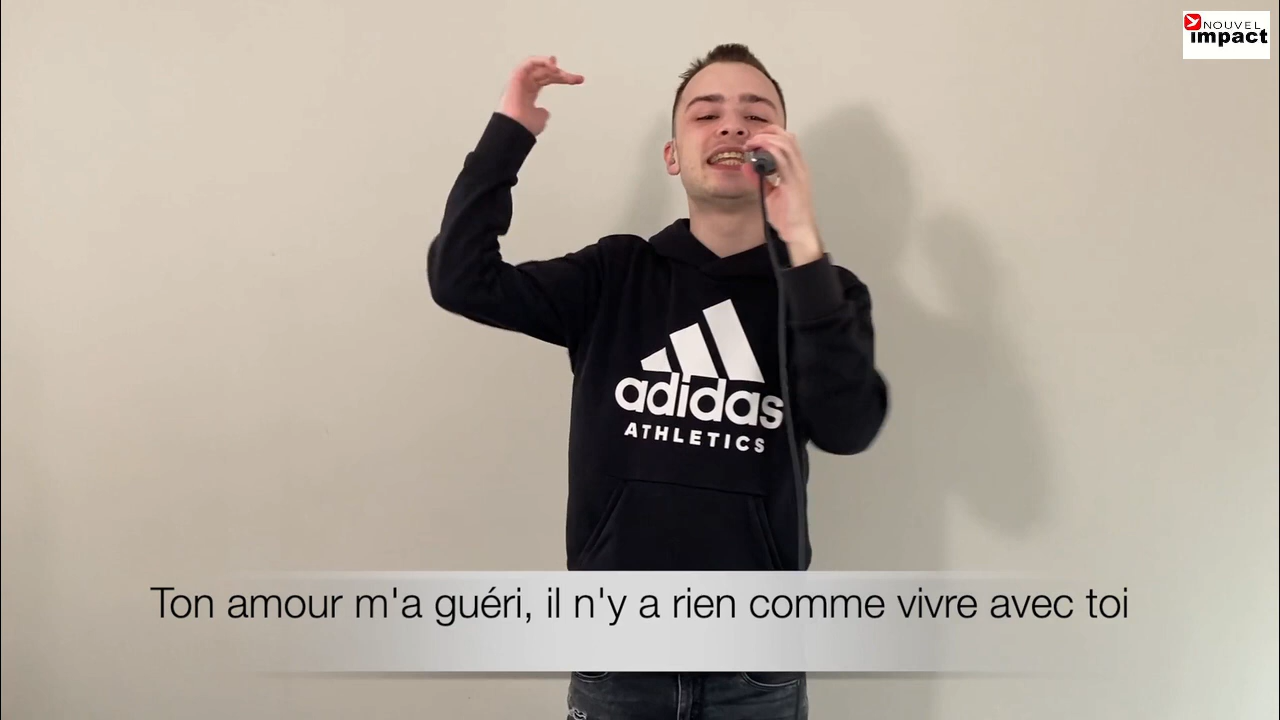 NOUVEL
impact
adidas
ATHLETICS
Ton amour m'a guéri, il n'y a rien comme vivre avec toi